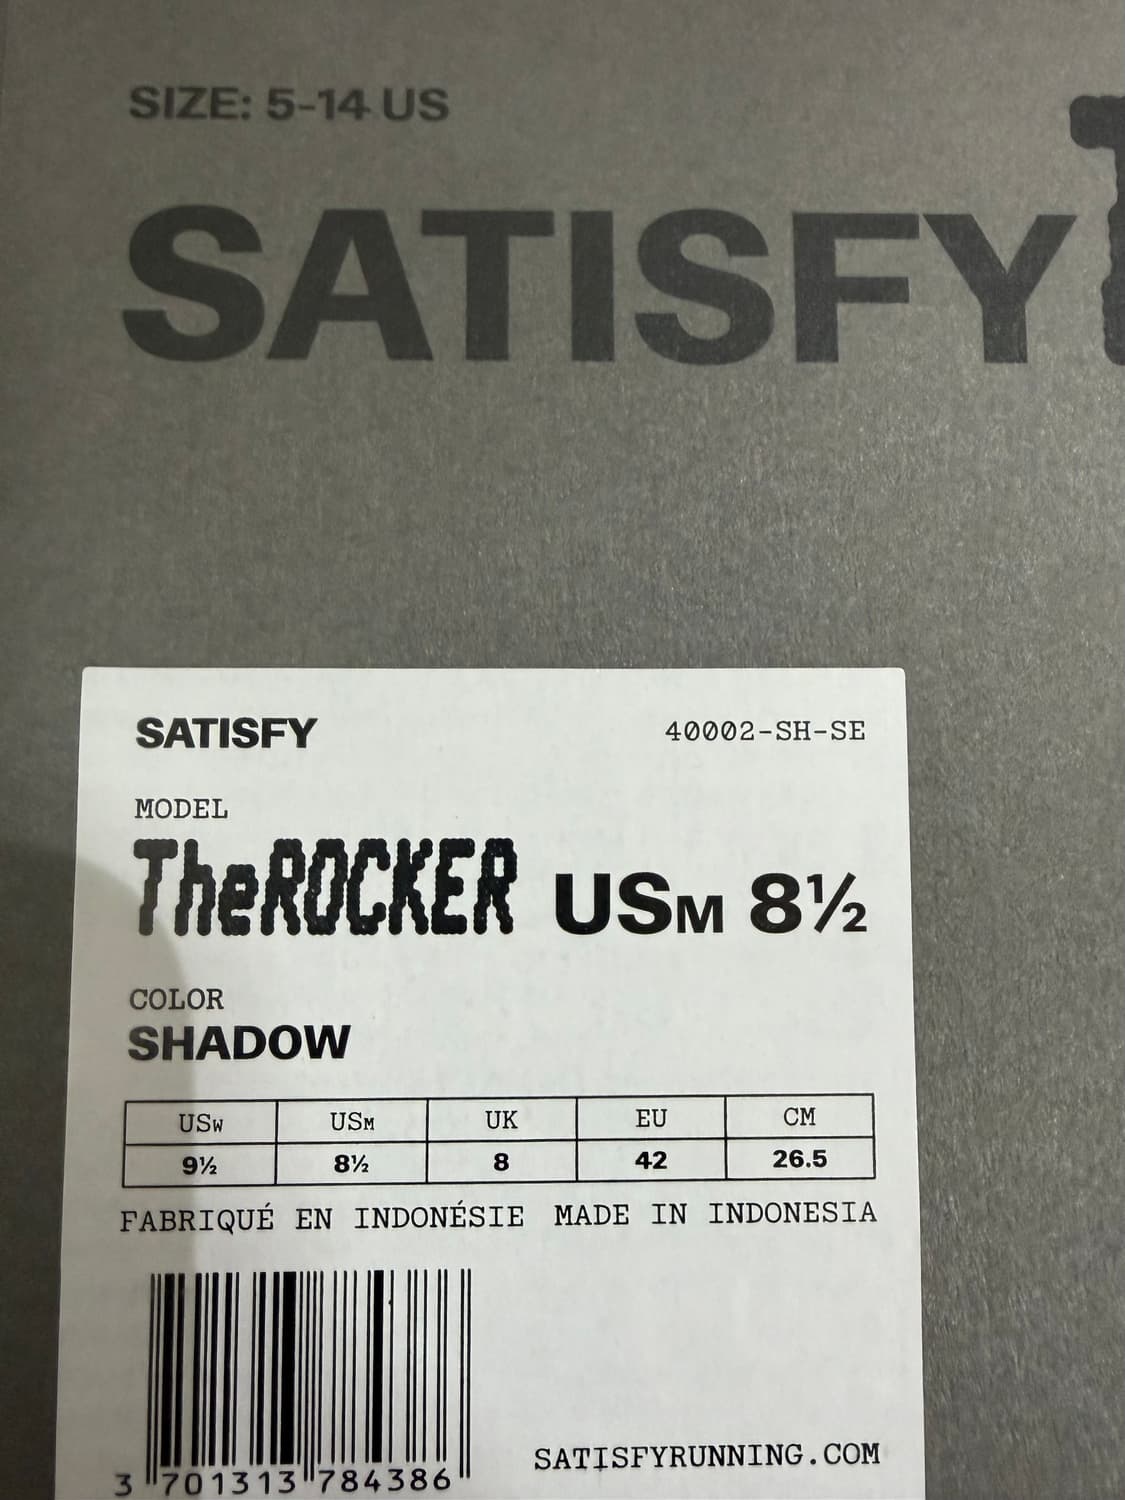 SIZE: 5-14 US
SATISFY
SATISFY
40002-SH-SE
MODEL
TheROCKER USM 8½
COLOR
SHADOW
USW USM UK EU CM
9½ 8½ 8 42 26.5
FABRIQUÉ EN INDONÉSIE MADE IN INDONESIA
3 701313 784386
SATISFYRUNNING.COM